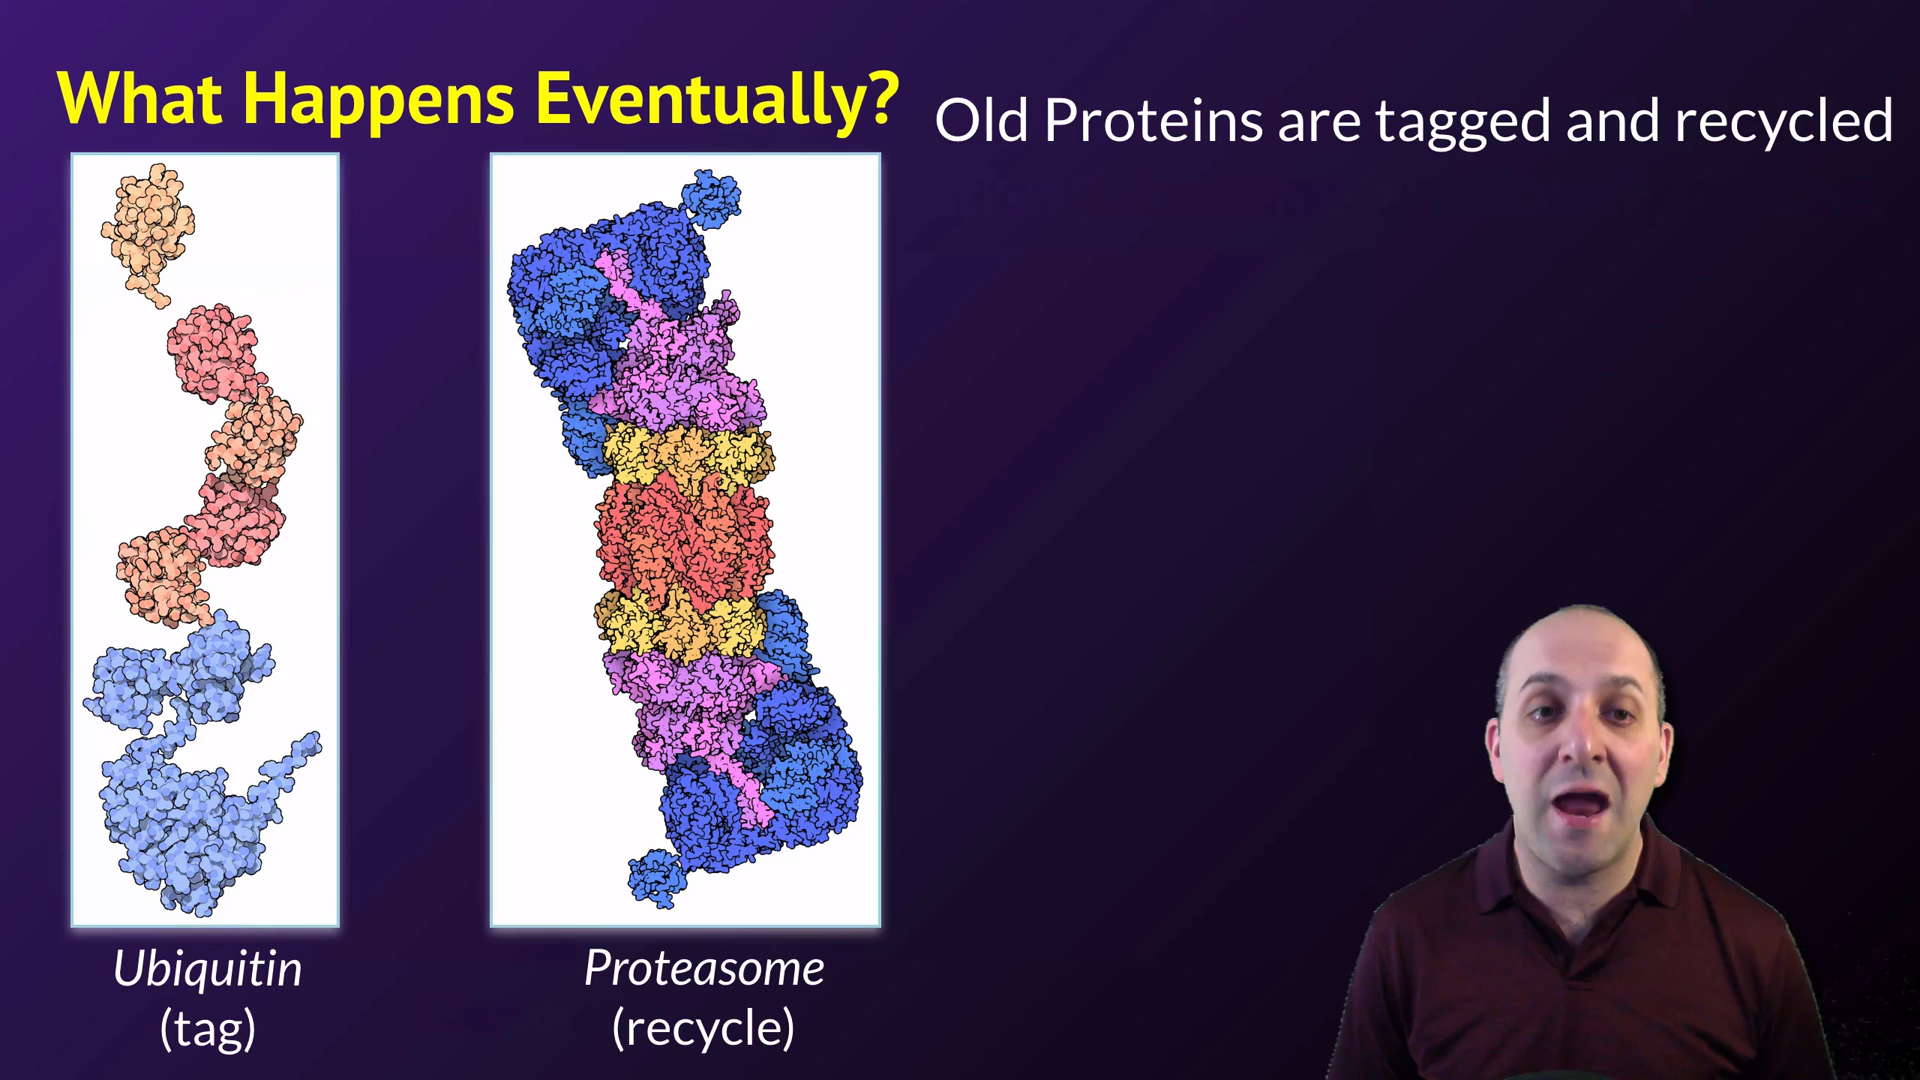 What Happens Eventually?
Old Proteins are tagged and recycled
Ubiquitin
(tag)
Proteasome
(recycle)